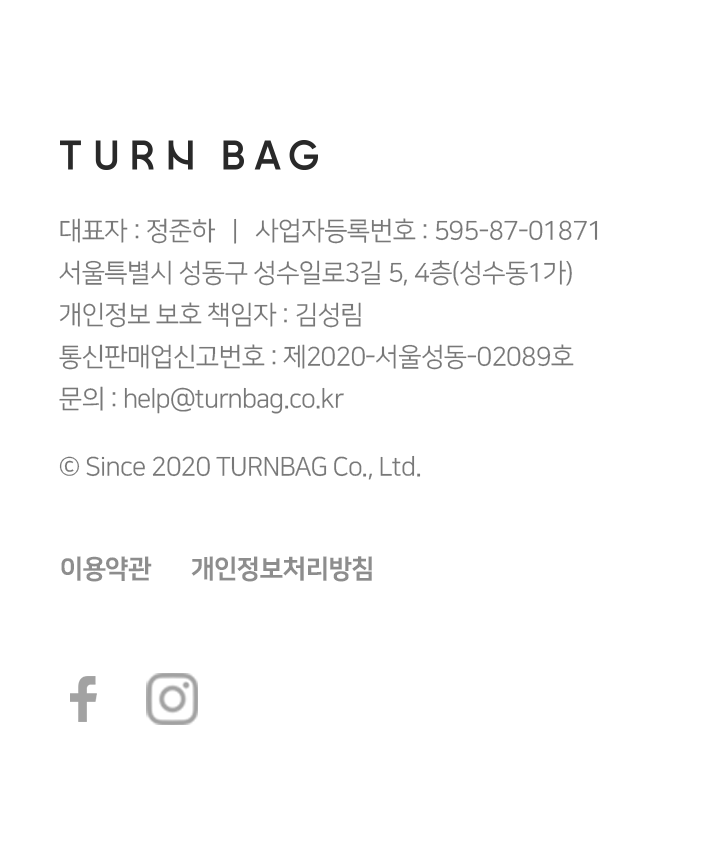 TURN BAG
대표자 : 정준하 | 사업자등록번호 : 595-87-01871
서울특별시 성동구 성수일로3길 5, 4층(성수동1가)
개인정보 보호 책임자 : 김성림
통신판매업신고번호 : 제2020-서울성동-02089호
문의 : help@turnbag.co.kr
© Since 2020 TURNBAG Co., Ltd.
이용약관 개인정보처리방침